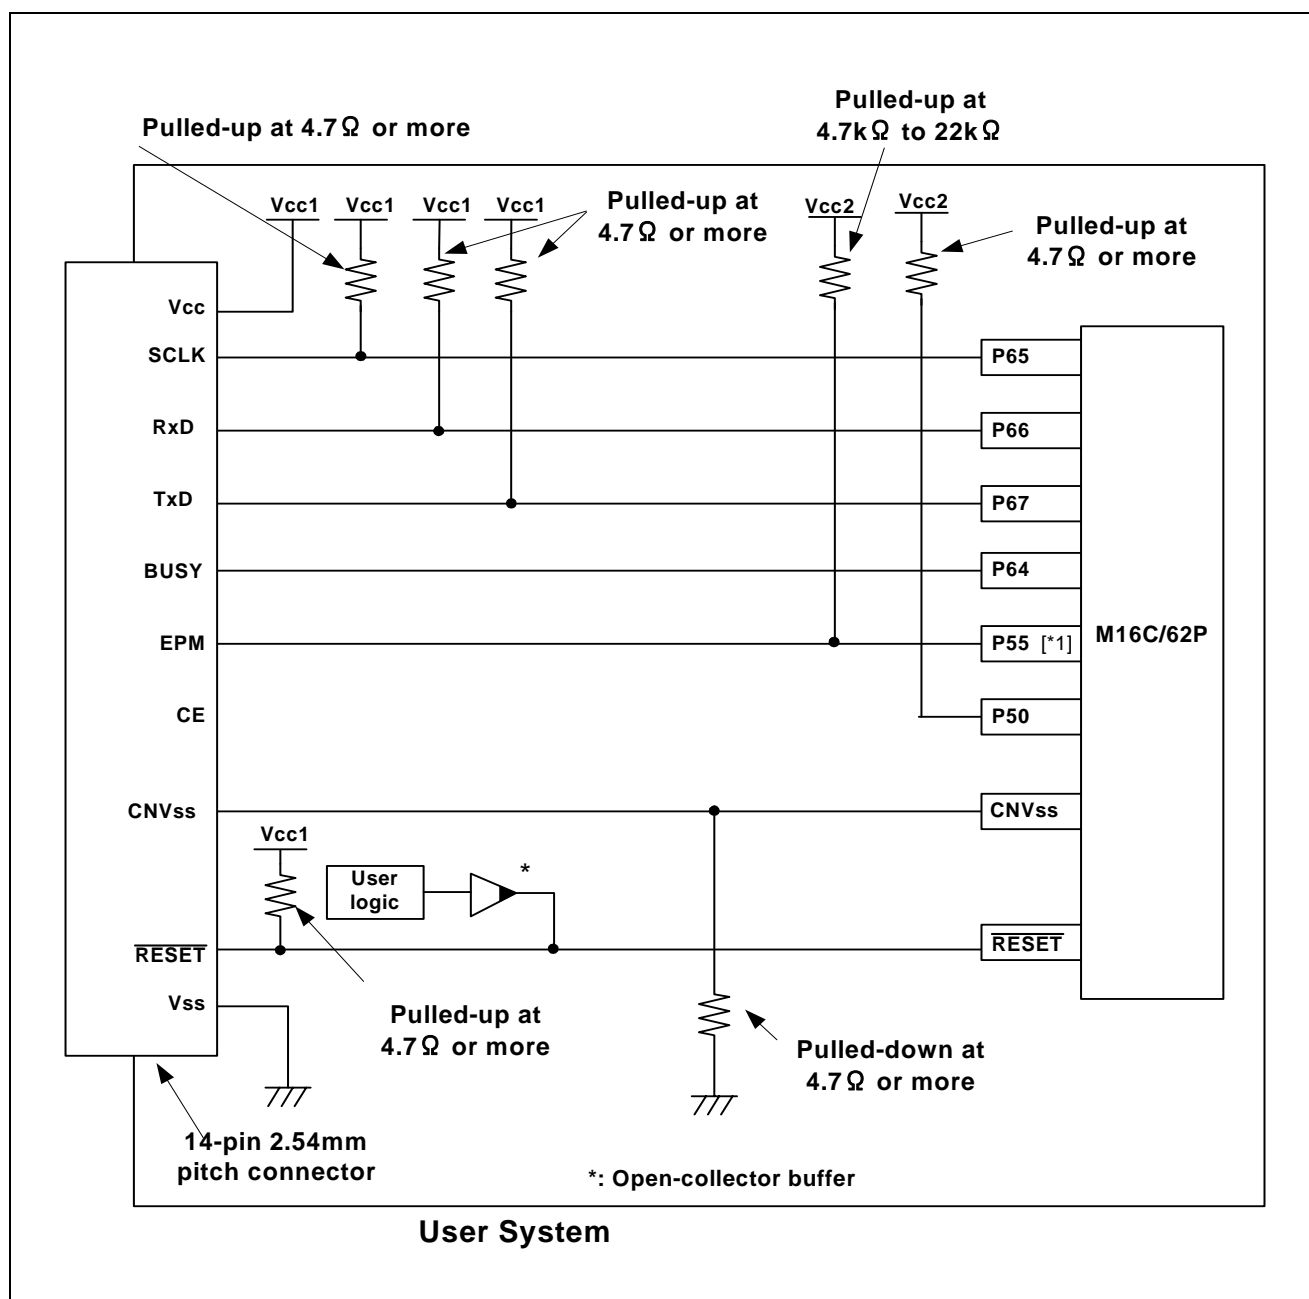 Pulled-up at
4.7kΩ to 22kΩ
Pulled-up at 4.7Ω or more
Vcc1
Vcc1
Vcc1
Vcc1
Pulled-up at
4.7Ω or more
Vcc2
Vcc2
Pulled-up at
4.7Ω or more
Vcc
SCLK
P65
RxD
P66
TxD
P67
BUSY
P64
EPM
P55 [*1]
M16C/62P
CE
P50
CNVss
CNVss
Vcc1
User
logic
*
RESET
RESET
Vss
Pulled-up at
4.7Ω or more
Pulled-down at
4.7Ω or more
14-pin 2.54mm
pitch connector
*: Open-collector buffer
User System